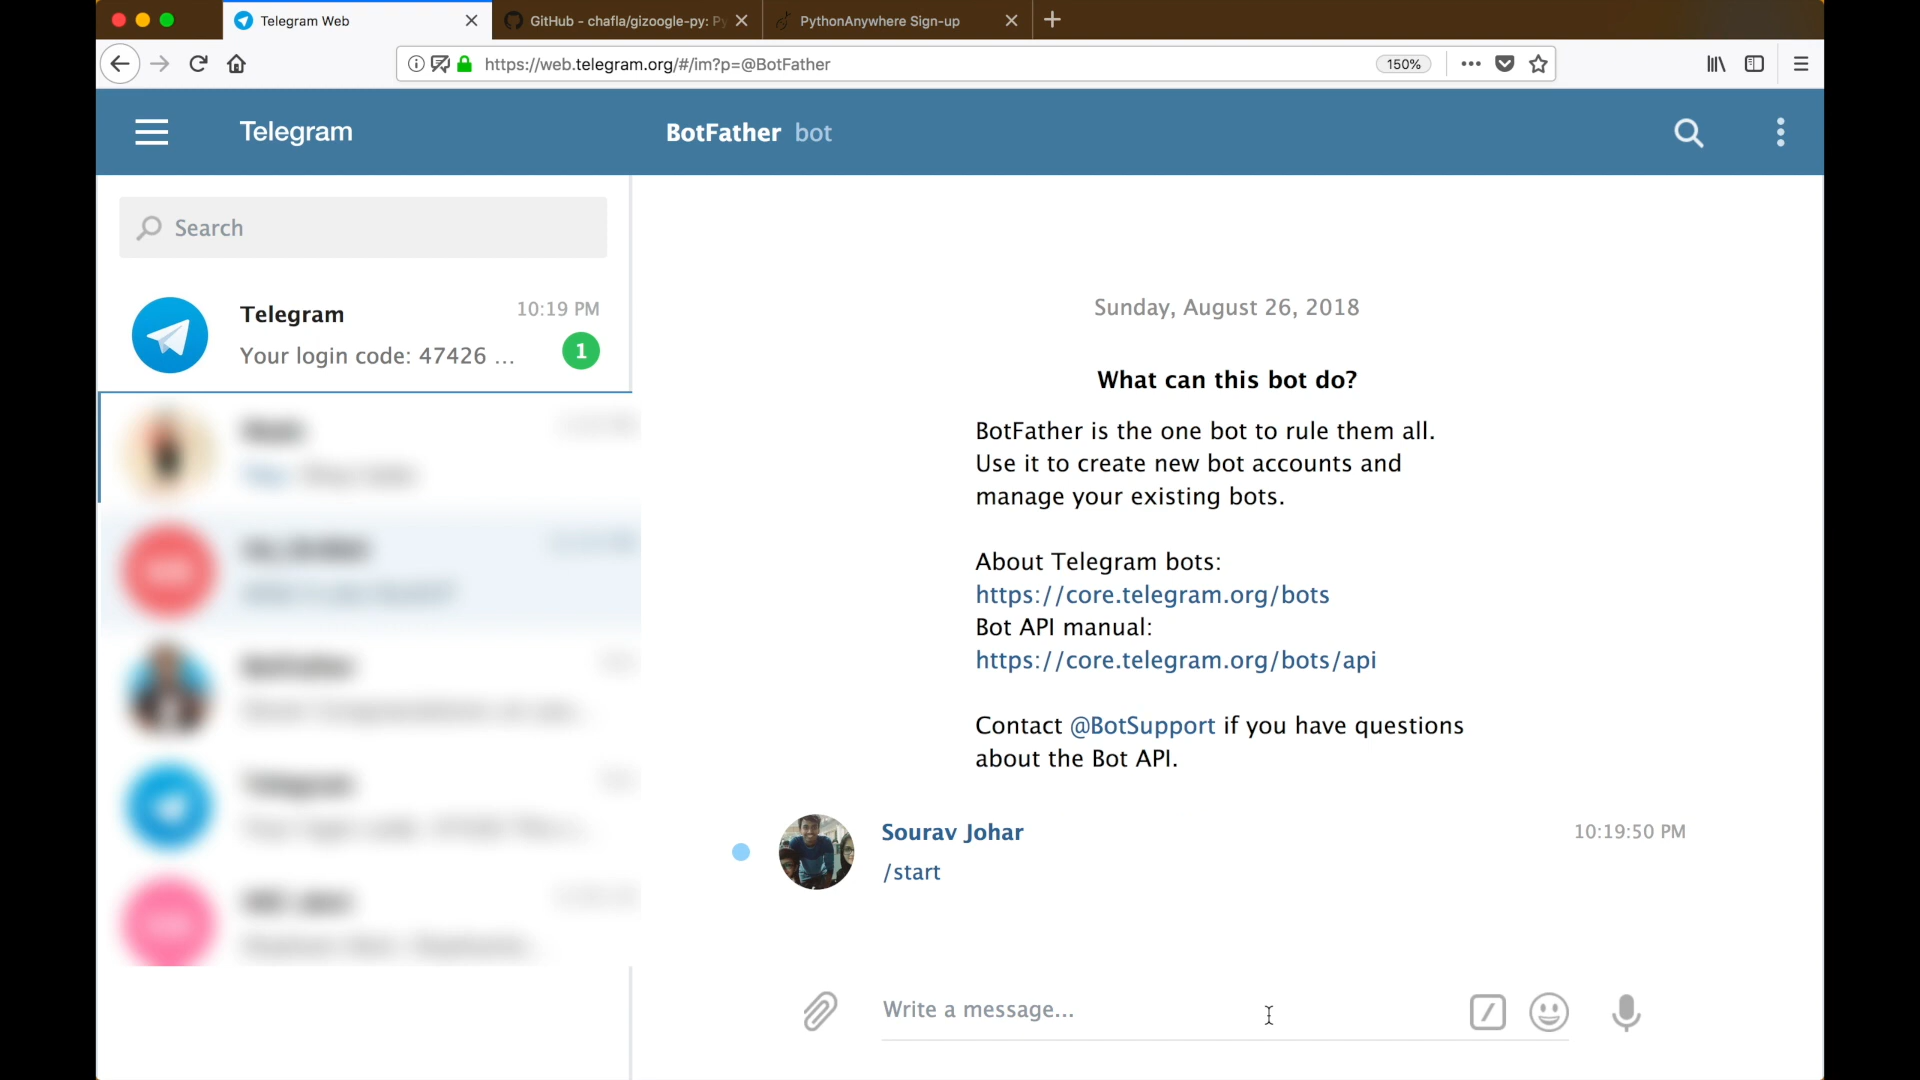 Telegram Web
GitHub - chafla/gizoogle-py: Py
PythonAnywhere Sign-up
https://web.telegram.org/#/im?p=@BotFather
150%
Telegram
BotFather bot
Search
Telegram
10:19 PM
Your login code: 47426 ...
1
Sunday, August 26, 2018
What can this bot do?
BotFather is the one bot to rule them all.
Use it to create new bot accounts and
manage your existing bots.
About Telegram bots:
https://core.telegram.org/bots
Bot API manual:
https://core.telegram.org/bots/api
Contact @BotSupport if you have questions
about the Bot API.
Sourav Johar
10:19:50 PM
/start
Write a message...